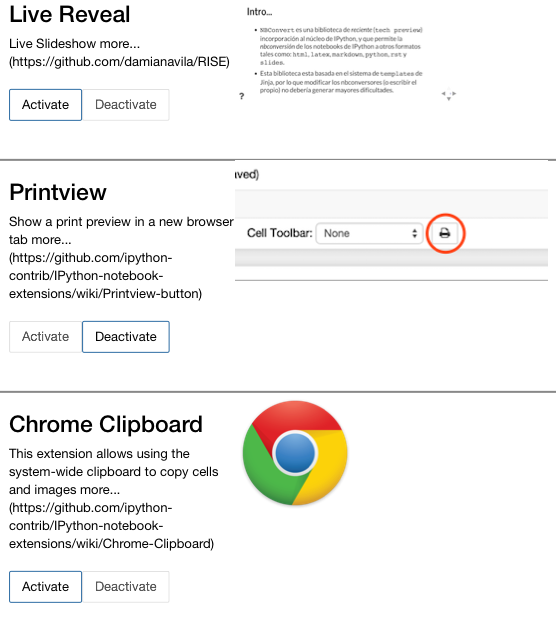 Live Reveal
Live Slideshow more...
(https://github.com/damianavila/RISE)
Activate
Deactivate
Intro...
• NBConvert es una biblioteca de reciente (tech preview)
incorporación al núcleo de IPython, y que permite la
nbconversión de los notebooks de IPython a otros formatos
tales como: html, latex, markdown, python, rst y
slides.
• Esta biblioteca esta basada en el sistema de templates de
Jinja, por lo que modificar los nbconversores (o escribir el
propio) no debería generar mayores dificultades.
?
Printview
Show a print preview in a new browser
tab more...
(https://github.com/ipython-
contrib/IPython-notebook-
extensions/wiki/Printview-button)
Activate
Deactivate
aved)
Cell Toolbar:
None
Chrome Clipboard
This extension allows using the
system-wide clipboard to copy cells
and images more...
(https://github.com/ipython-
contrib/IPython-notebook-
extensions/wiki/Chrome-Clipboard)
Activate
Deactivate